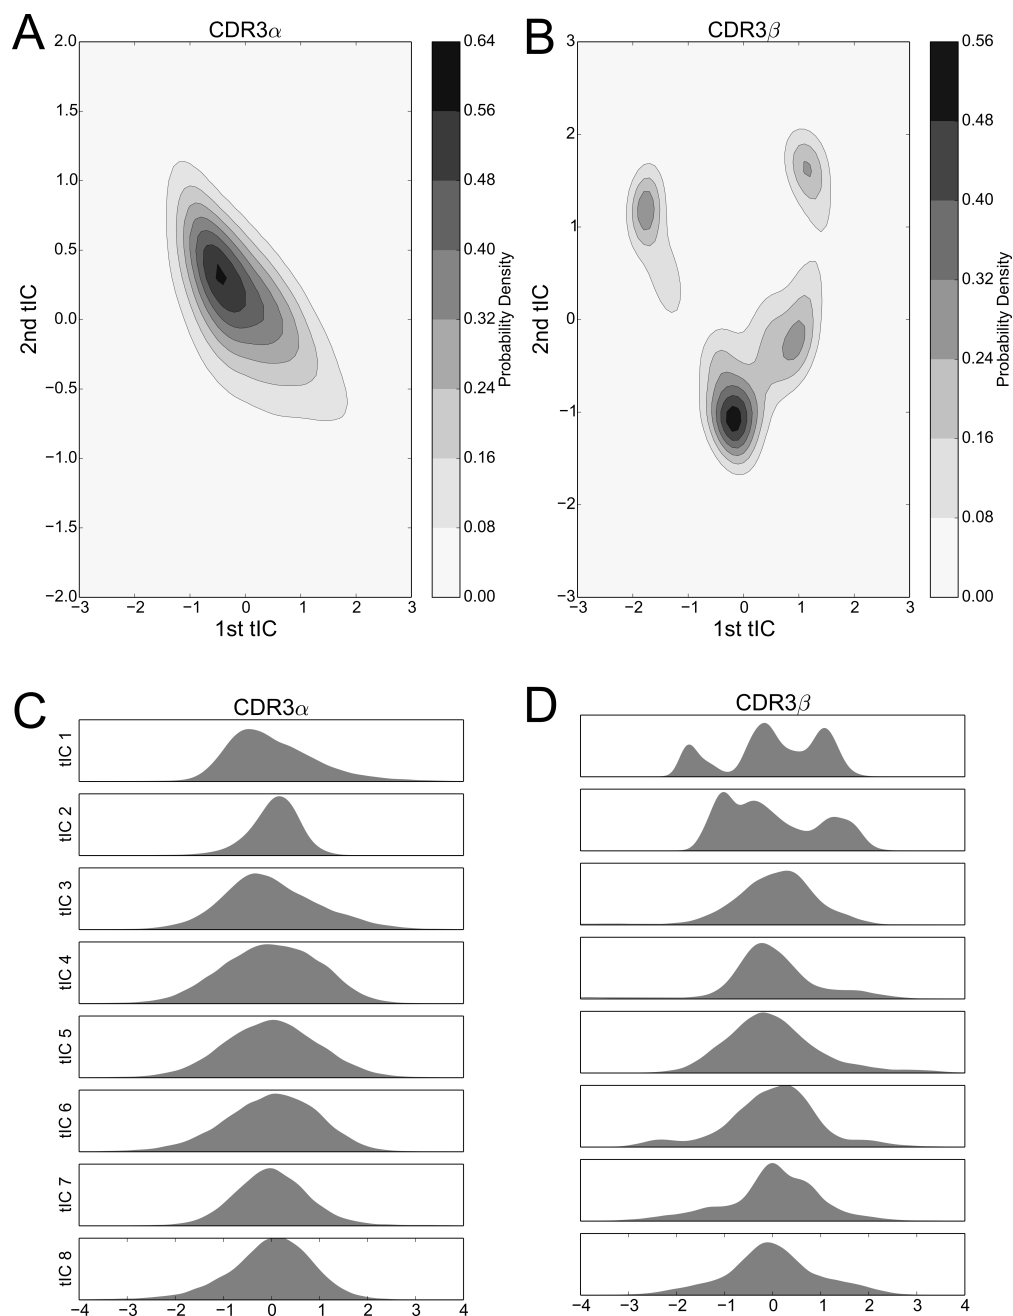 A
CDR3α
2.0
1.5
1.0
0.5
0.0
−0.5
−1.0
−1.5
−2.0
2nd tIC
−3 −2 −1 0 1 2 3
1st tIC
0.64
0.56
0.48
0.40
0.32
0.24
0.16
0.08
0.00
Probability Density
B
CDR3β
3
2
1
0
−1
−2
−3
2nd tIC
−3 −2 −1 0 1 2 3
1st tIC
0.56
0.48
0.40
0.32
0.24
0.16
0.08
0.00
Probability Density
C
CDR3α
tIC 1
tIC 2
tIC 3
tIC 4
tIC 5
tIC 6
tIC 7
tIC 8
−4 −3 −2 −1 0 1 2 3 4
D
CDR3β
−4 −3 −2 −1 0 1 2 3 4